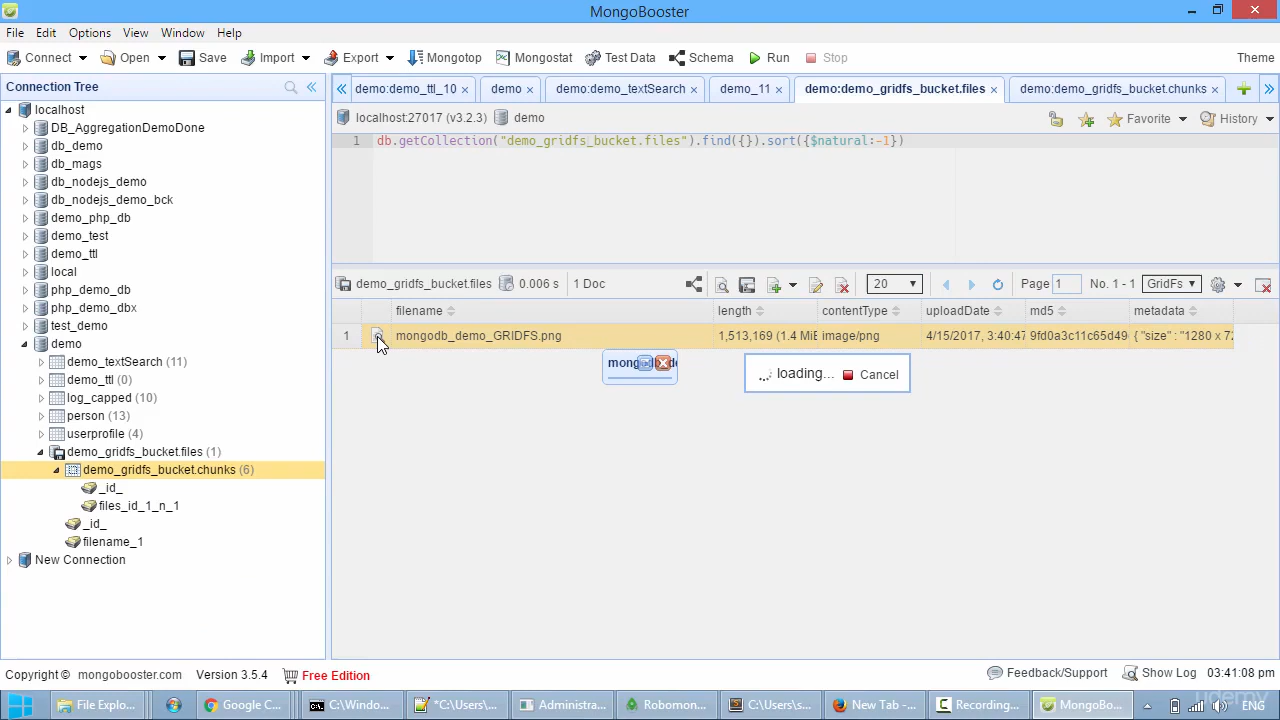 MongoBooster
File Edit Options View Window Help
Connect Open Save Import Export Mongotop Mongostat Test Data Schema Run Stop Theme
Connection Tree
demo:demo_ttl_10 demo demo:demo_textSearch demo_11 demo:demo_gridfs_bucket.files demo:demo_gridfs_bucket.chunks
localhost:27017 (v3.2.3) demo Favorite History
1 db.getCollection("demo_gridfs_bucket.files").find({}).sort({$natural:-1})
localhost
DB_AggregationDemoDone
db_demo
db_mags
db_nodejs_demo
db_nodejs_demo_bck
demo_php_db
demo_test
demo_ttl
local
php_demo_db
php_demo_dbx
test_demo
demo
demo_textSearch (11)
demo_ttl (0)
log_capped (10)
person (13)
userprofile (4)
demo_gridfs_bucket.files (1)
demo_gridfs_bucket.chunks (6)
_id_
files_id_1_n_1
_id_
filename_1
New Connection
demo_gridfs_bucket.files 0.006 s 1 Doc 20 Page 1 No. 1 - 1 GridFs
filename length contentType uploadDate md5 metadata
1 mongodb_demo_GRIDFS.png 1,513,169 (1.4 MiB image/png 4/15/2017, 3:40:47 9fd0a3c11c65d49 { "size" : "1280 x 72
loading... Cancel
Copyright © mongobooster.com Version 3.5.4 Free Edition Feedback/Support Show Log 03:41:08 pm
File Explo... Google C... C:\Windo... *C:\Users\... Administra... Robomon... C:\Users\s... New Tab -... Recording... MongoBo... ENG
udemy